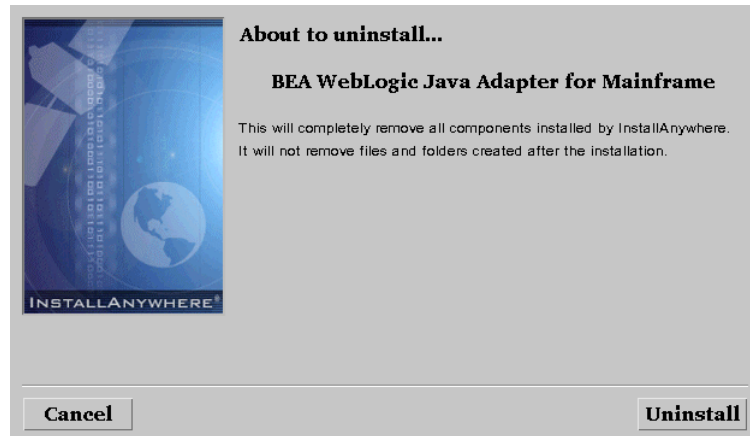 About to uninstall...
BEA WebLogic Java Adapter for Mainframe
This will completely remove all components installed by InstallAnywhere.
It will not remove files and folders created after the installation.
INSTALLANYWHERE®
Cancel
Uninstall